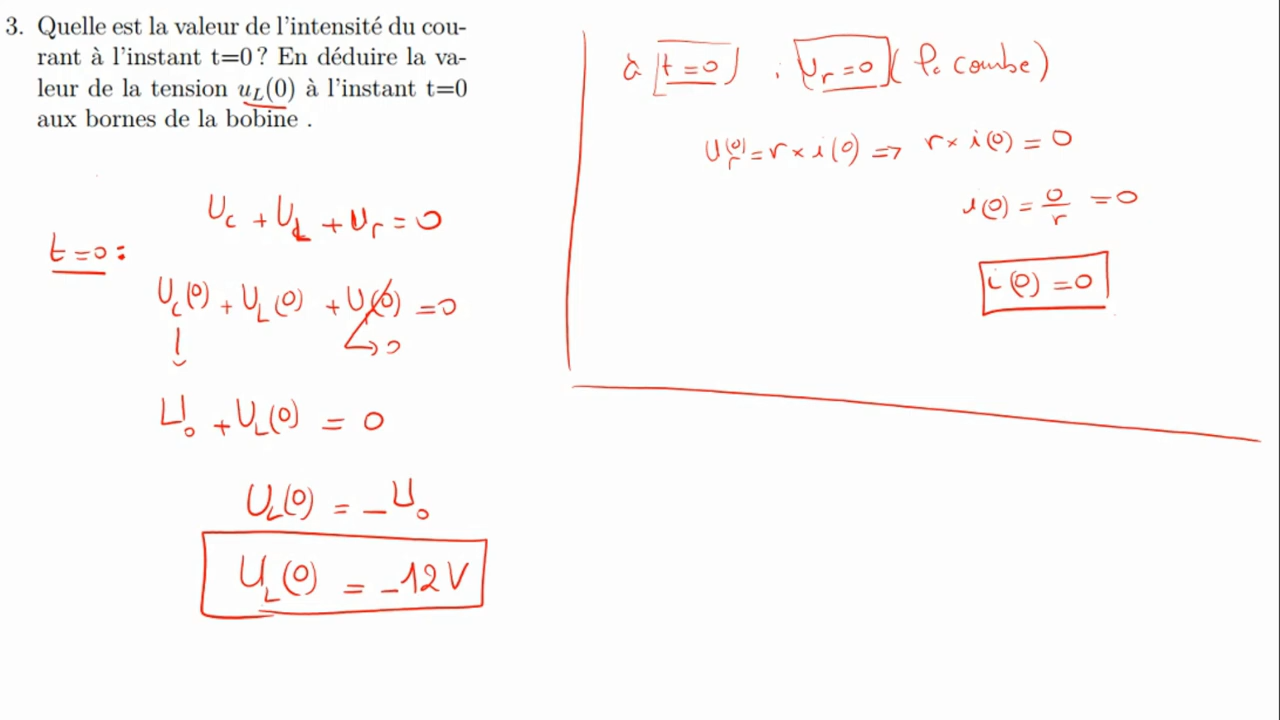 3. Quelle est la valeur de l'intensité du cou-
rant à l'instant t=0 ? En déduire la va-
leur de la tension uL(0) à l'instant t=0
aux bornes de la bobine .
Uc + UL + Ur = 0
t = 0 :
Uc(0) + UL(0) + Ur(0) = 0
→ 0
U0 + UL(0) = 0
UL(0) = - U0
UL(0) = -12V
à t = 0 : Ur = 0
Ur(0) = r × i(0) => r × i(0) = 0
i(0) = 0/r = 0
i(0) = 0